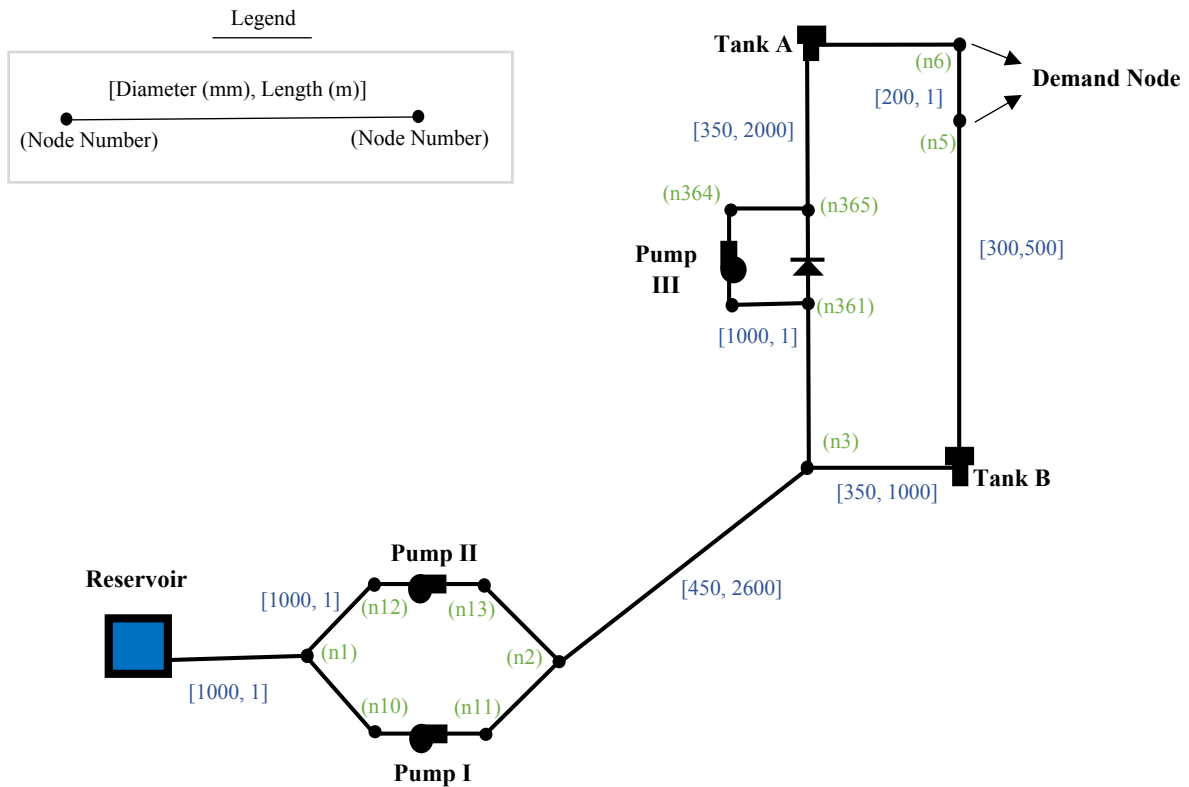 Legend
[Diameter (mm), Length (m)]
(Node Number)
(Node Number)
Tank A
(n6)
Demand Node
[200, 1]
[350, 2000]
(n5)
(n364)
(n365)
Pump
III
[300,500]
(n361)
[1000, 1]
(n3)
[350, 1000]
Tank B
Pump II
Reservoir
[1000, 1]
(n12)
(n13)
[450, 2600]
(n1)
(n2)
[1000, 1]
(n10)
(n11)
Pump I